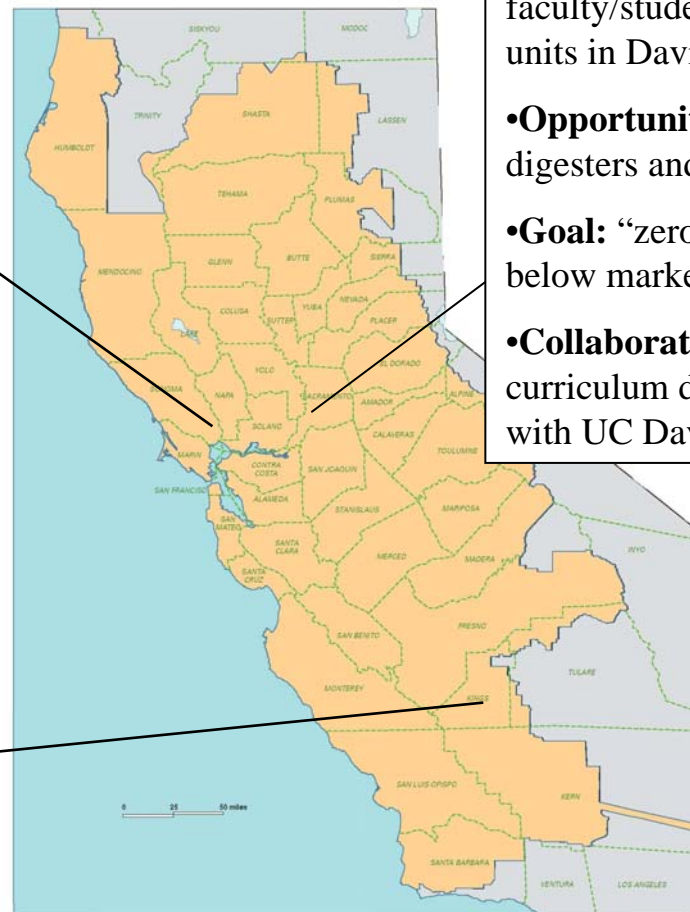 faculty/stude
units in Davi
•Opportunit
digesters and
•Goal: “zero
below marke
•Collaborat
curriculum d
with UC Dav
SISKIYOU
MODOC
TRINITY
SHASTA
LASSEN
HUMBOLDT
TEHAMA
PLUMAS
MENDOCINO
GLENN
BUTTE
SIERRA
LAKE
COLUSA
SUTTER
YUBA
NEVADA
PLACER
YOLO
EL DORADO
SONOMA
NAPA
SACRAMENTO
AMADOR
ALPINE
SOLANO
CALAVERAS
TUOLUMNE
MARIN
CONTRA
COSTA
SAN JOAQUIN
SAN FRANCISCO
ALAMEDA
STANISLAUS
MARIPOSA
SAN
MATEO
SANTA
CLARA
MERCED
MADERA
INYO
SANTA
CRUZ
FRESNO
SAN BENITO
TULARE
MONTEREY
KINGS
SAN LUIS OPISPO
KERN
0 25 50 miles
SANTA BARBARA
VENTURA
LOS ANGELES